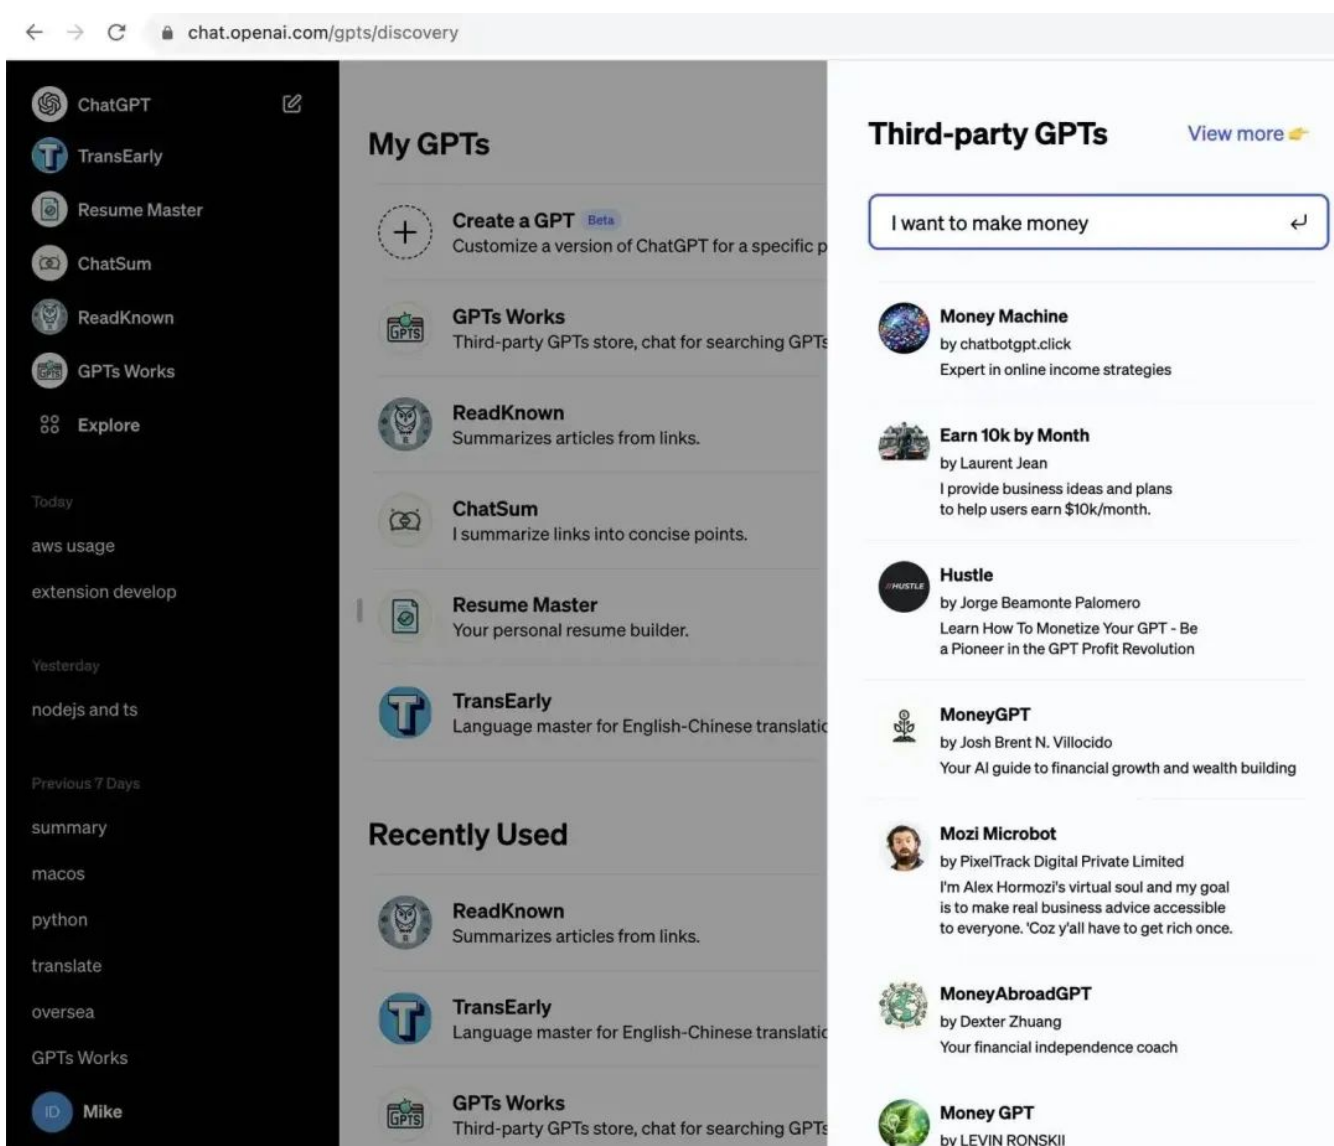 chat.openai.com/gpts/discovery
ChatGPT
TransEarly
Resume Master
ChatSum
ReadKnown
GPTs Works
Explore
Today
aws usage
extension develop
Yesterday
nodejs and ts
Previous 7 Days
summary
macos
python
translate
oversea
GPTs Works
ID Mike
My GPTs
Create a GPT Beta
Customize a version of ChatGPT for a specific p
GPTS
GPTs Works
Third-party GPTs store, chat for searching GPTs
ReadKnown
Summarizes articles from links.
ChatSum
I summarize links into concise points.
Resume Master
Your personal resume builder.
TransEarly
Language master for English-Chinese translatio
Recently Used
ReadKnown
Summarizes articles from links.
TransEarly
Language master for English-Chinese translatio
GPTS
GPTs Works
Third-party GPTs store, chat for searching GPTs
Third-party GPTs View more
I want to make money
Money Machine
by chatbotgpt.click
Expert in online income strategies
Earn 10k by Month
by Laurent Jean
I provide business ideas and plans
to help users earn $10k/month.
//HUSTLE
Hustle
by Jorge Beamonte Palomero
Learn How To Monetize Your GPT - Be
a Pioneer in the GPT Profit Revolution
MoneyGPT
by Josh Brent N. Villocido
Your AI guide to financial growth and wealth building
Mozi Microbot
by PixelTrack Digital Private Limited
I'm Alex Hormozi's virtual soul and my goal
is to make real business advice accessible
to everyone. 'Coz y'all have to get rich once.
MoneyAbroadGPT
by Dexter Zhuang
Your financial independence coach
Money GPT
by LEVIN RONSKII